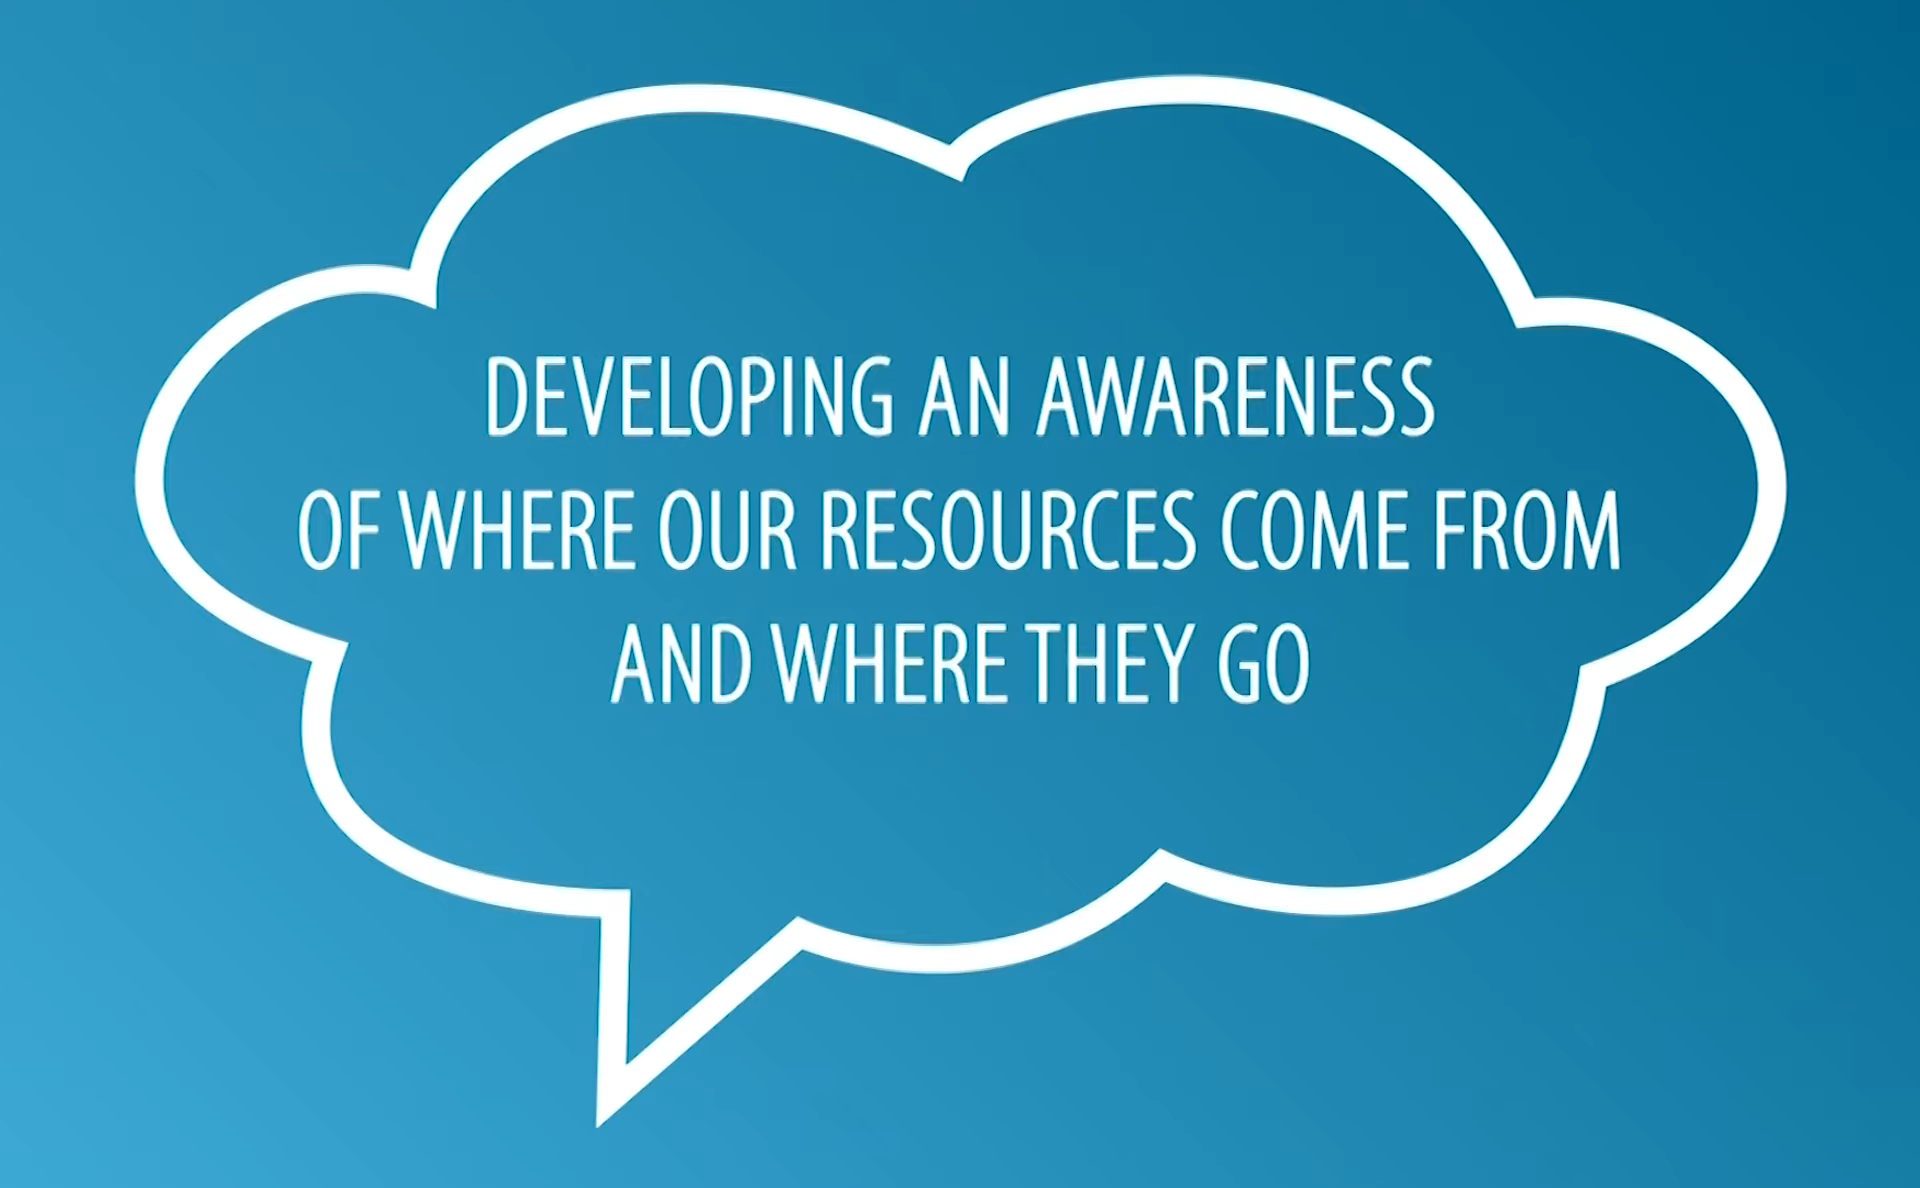 DEVELOPING AN AWARENESS
OF WHERE OUR RESOURCES COME FROM
AND WHERE THEY GO